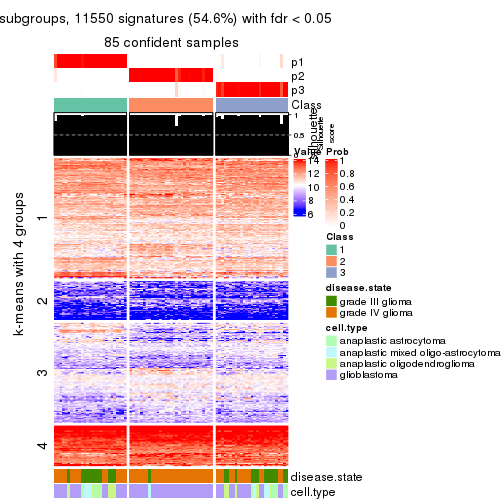 subgroups, 11550 signatures (54.6%) with fdr < 0.05
85 confident samples
p1
p2
p3
Class
1
0.5
Silhouette
score
Value
14
12
10
8
6
Prob
1
0.8
0.6
0.4
0.2
0
Class
1
2
3
disease.state
grade III glioma
grade IV glioma
cell.type
anaplastic astrocytoma
anaplastic mixed oligo-astrocytoma
anaplastic oligodendroglioma
glioblastoma
k-means with 4 groups
1
2
3
4
disease.state
cell.type